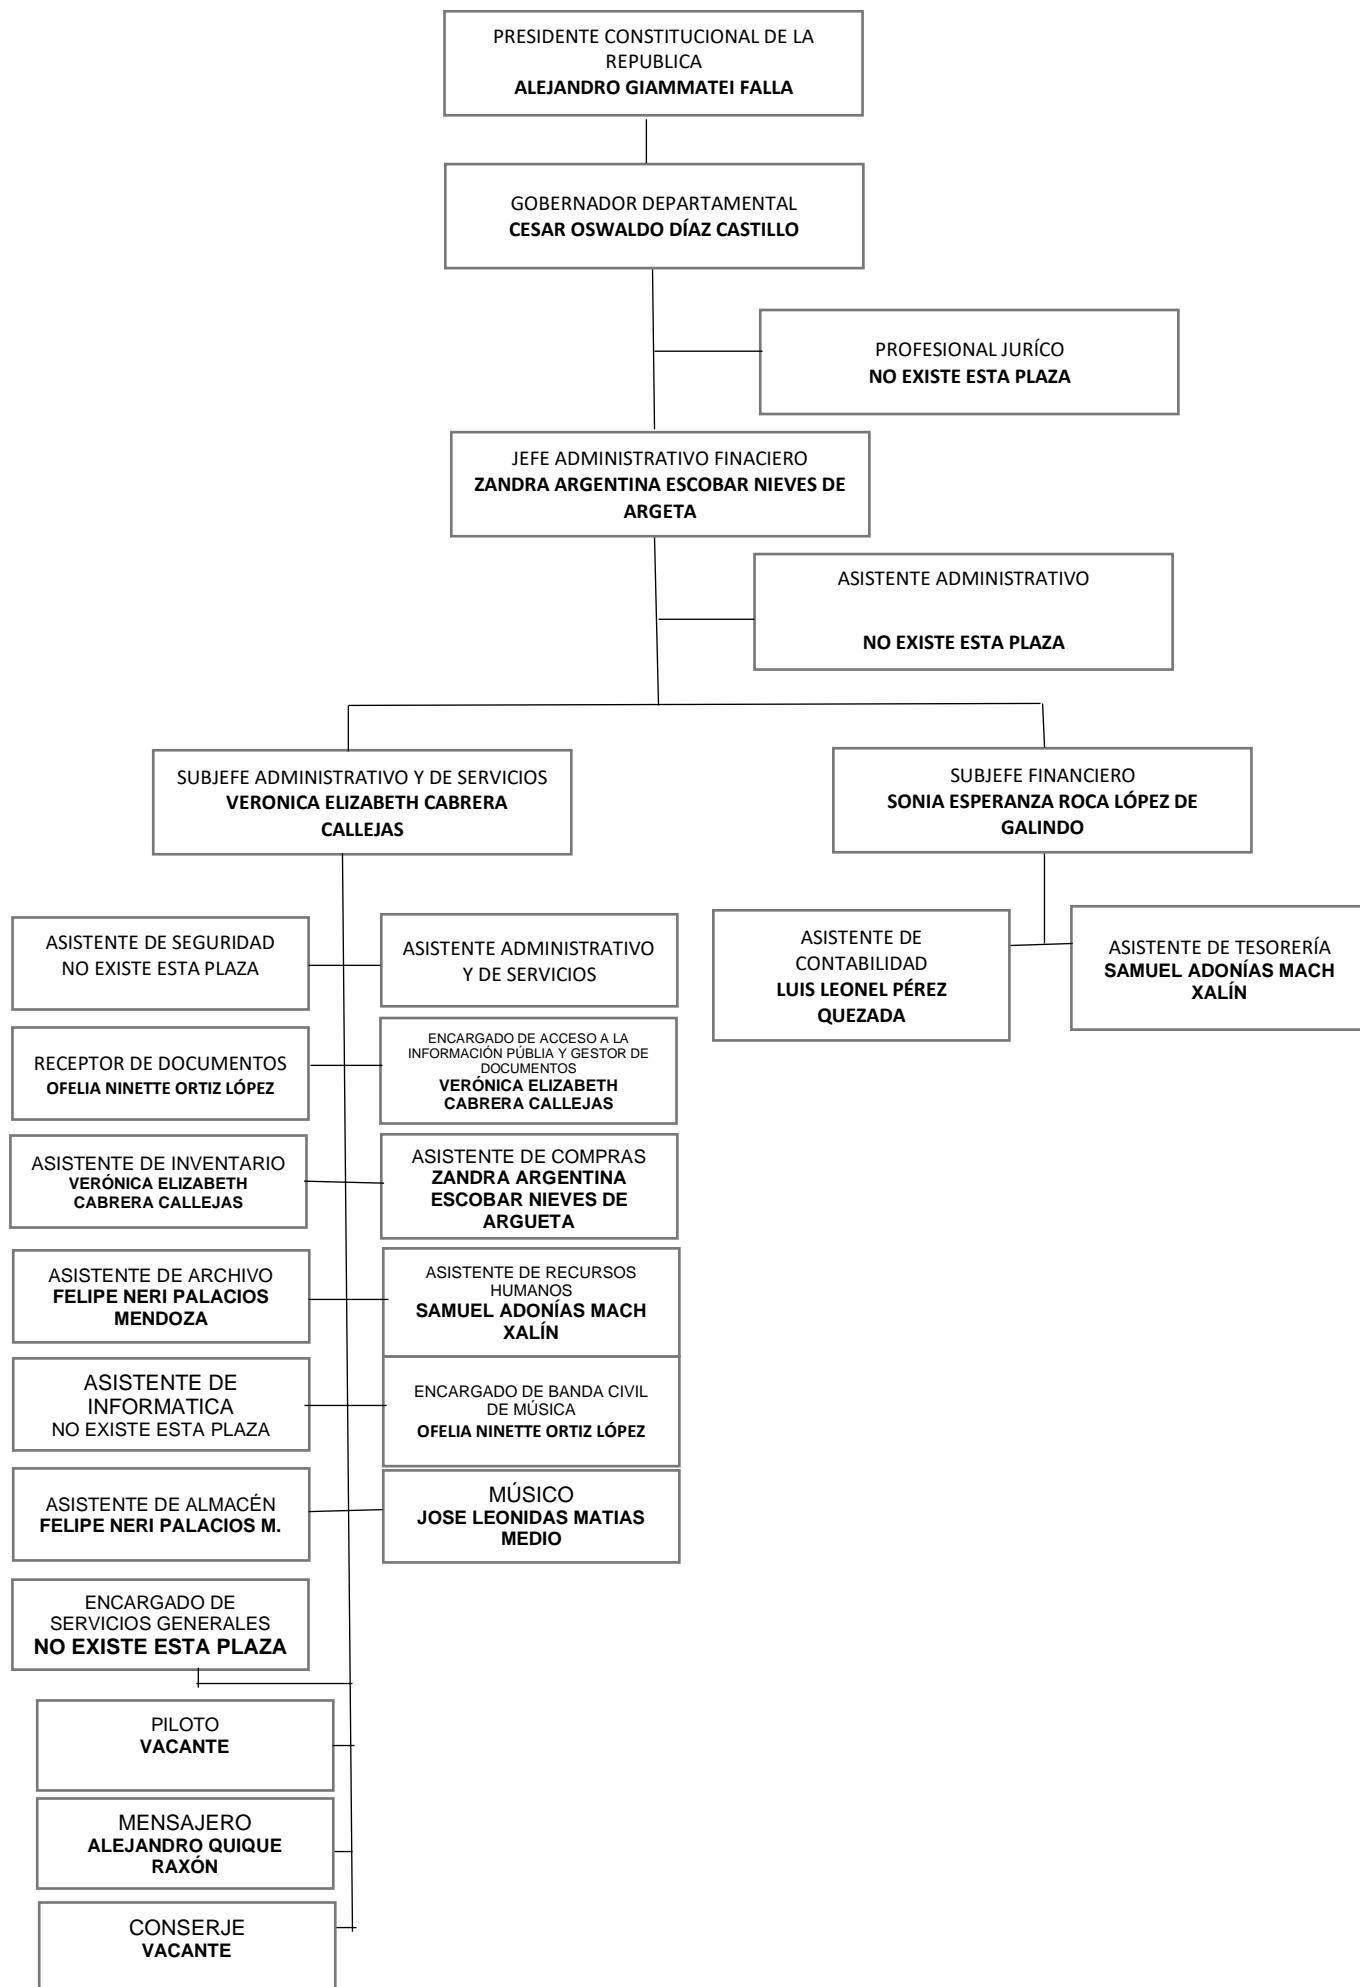 PRESIDENTE CONSTITUCIONAL DE LA
REPUBLICA
ALEJANDRO GIAMMATEI FALLA
GOBERNADOR DEPARTAMENTAL
CESAR OSWALDO DÍAZ CASTILLO
PROFESIONAL JURÍCO
NO EXISTE ESTA PLAZA
JEFE ADMINISTRATIVO FINACIERO
ZANDRA ARGENTINA ESCOBAR NIEVES DE
ARGETA
ASISTENTE ADMINISTRATIVO
NO EXISTE ESTA PLAZA
SUBJEFE ADMINISTRATIVO Y DE SERVICIOS
VERONICA ELIZABETH CABRERA
CALLEJAS
SUBJEFE FINANCIERO
SONIA ESPERANZA ROCA LÓPEZ DE
GALINDO
ASISTENTE DE SEGURIDAD
NO EXISTE ESTA PLAZA
ASISTENTE ADMINISTRATIVO
Y DE SERVICIOS
ASISTENTE DE
CONTABILIDAD
LUIS LEONEL PÉREZ
QUEZADA
ASISTENTE DE TESORERÍA
SAMUEL ADONÍAS MACH
XALÍN
RECEPTOR DE DOCUMENTOS
OFELIA NINETTE ORTIZ LÓPEZ
ENCARGADO DE ACCESO A LA
INFORMACIÓN PÚBLIA Y GESTOR DE
DOCUMENTOS
VERÓNICA ELIZABETH
CABRERA CALLEJAS
ASISTENTE DE INVENTARIO
VERÓNICA ELIZABETH
CABRERA CALLEJAS
ASISTENTE DE COMPRAS
ZANDRA ARGENTINA
ESCOBAR NIEVES DE
ARGUETA
ASISTENTE DE ARCHIVO
FELIPE NERI PALACIOS
MENDOZA
ASISTENTE DE RECURSOS
HUMANOS
SAMUEL ADONÍAS MACH
XALÍN
ASISTENTE DE
INFORMATICA
NO EXISTE ESTA PLAZA
ENCARGADO DE BANDA CIVIL
DE MÚSICA
OFELIA NINETTE ORTIZ LÓPEZ
ASISTENTE DE ALMACÉN
FELIPE NERI PALACIOS M.
MÚSICO
JOSE LEONIDAS MATIAS
MEDIO
ENCARGADO DE
SERVICIOS GENERALES
NO EXISTE ESTA PLAZA
PILOTO
VACANTE
MENSAJERO
ALEJANDRO QUIQUE
RAXÓN
CONSERJE
VACANTE